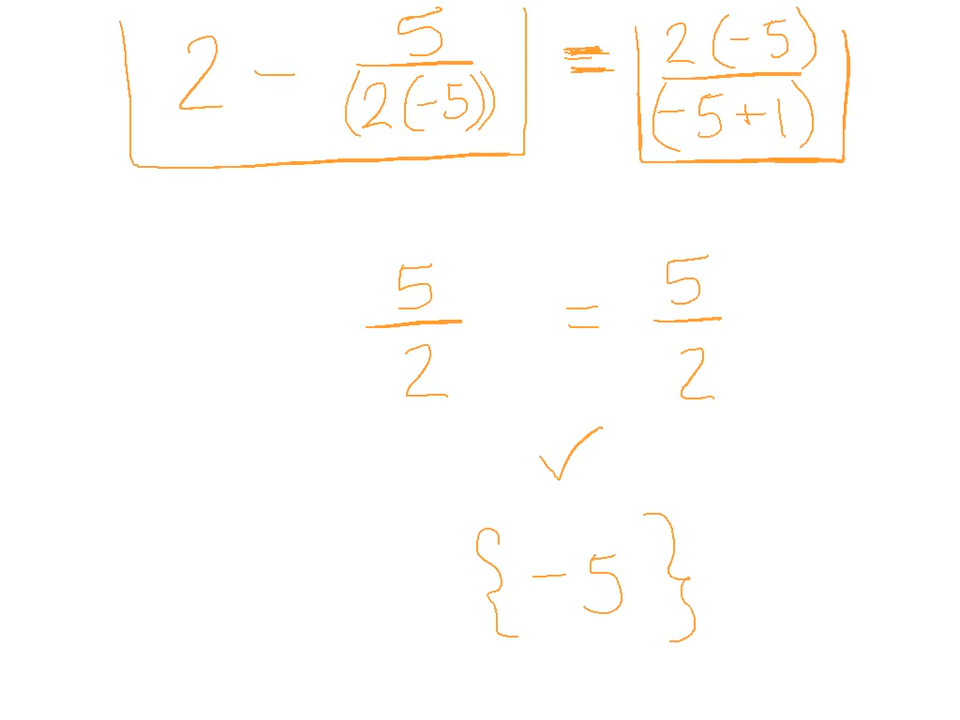 2 - 5/(2(-5)) = 2(-5)/(-5+1)
5/2 = 5/2
✓
{-5}